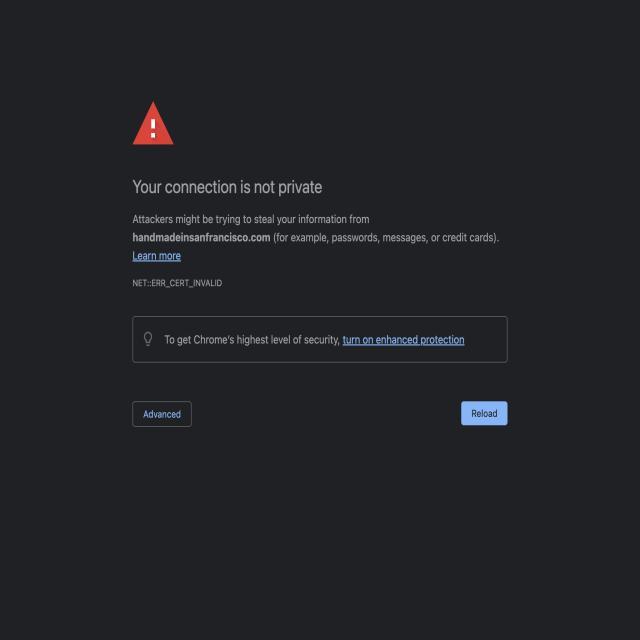 Your connection is not private
Attackers might be trying to steal your information from
handmadeinsanfrancisco.com (for example, passwords, messages, or credit cards).
Learn more
NET::ERR_CERT_INVALID
To get Chrome's highest level of security, turn on enhanced protection
Advanced
Reload